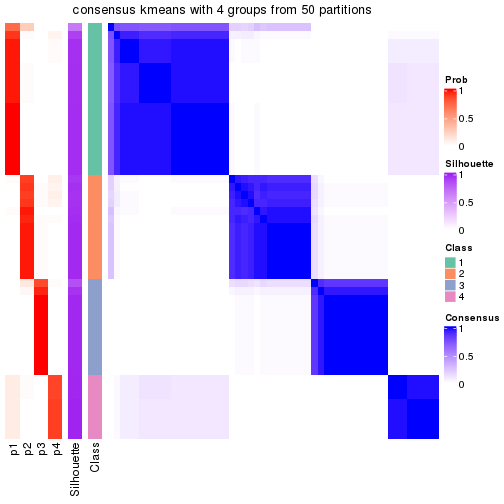 consensus kmeans with 4 groups from 50 partitions
Prob
1
0.5
0
Silhouette
1
0.5
0
Class
1
2
3
4
Consensus
1
0.5
0
p1
p2
p3
p4
Silhouette
Class